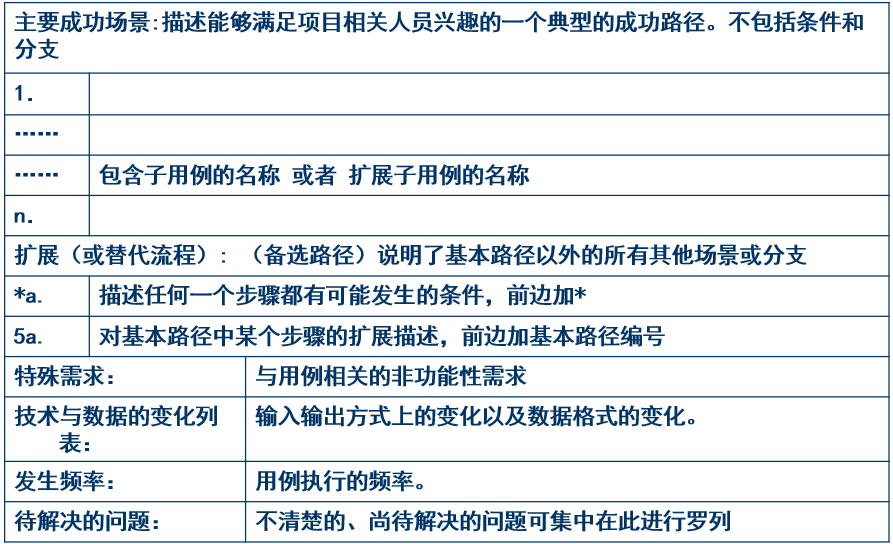 主要成功场景:描述能够满足项目相关人员兴趣的一个典型的成功路径。不包括条件和
分支
1.
……
…… 包含子用例的名称 或者 扩展子用例的名称
n.
扩展（或替代流程）: （备选路径）说明了基本路径以外的所有其他场景或分支
*a. 描述任何一个步骤都有可能发生的条件，前边加*
5a. 对基本路径中某个步骤的扩展描述，前边加基本路径编号
特殊需求： 与用例相关的非功能性需求
技术与数据的变化列 输入输出方式上的变化以及数据格式的变化。
表：
发生频率： 用例执行的频率。
待解决的问题： 不清楚的、尚待解决的问题可集中在此进行罗列